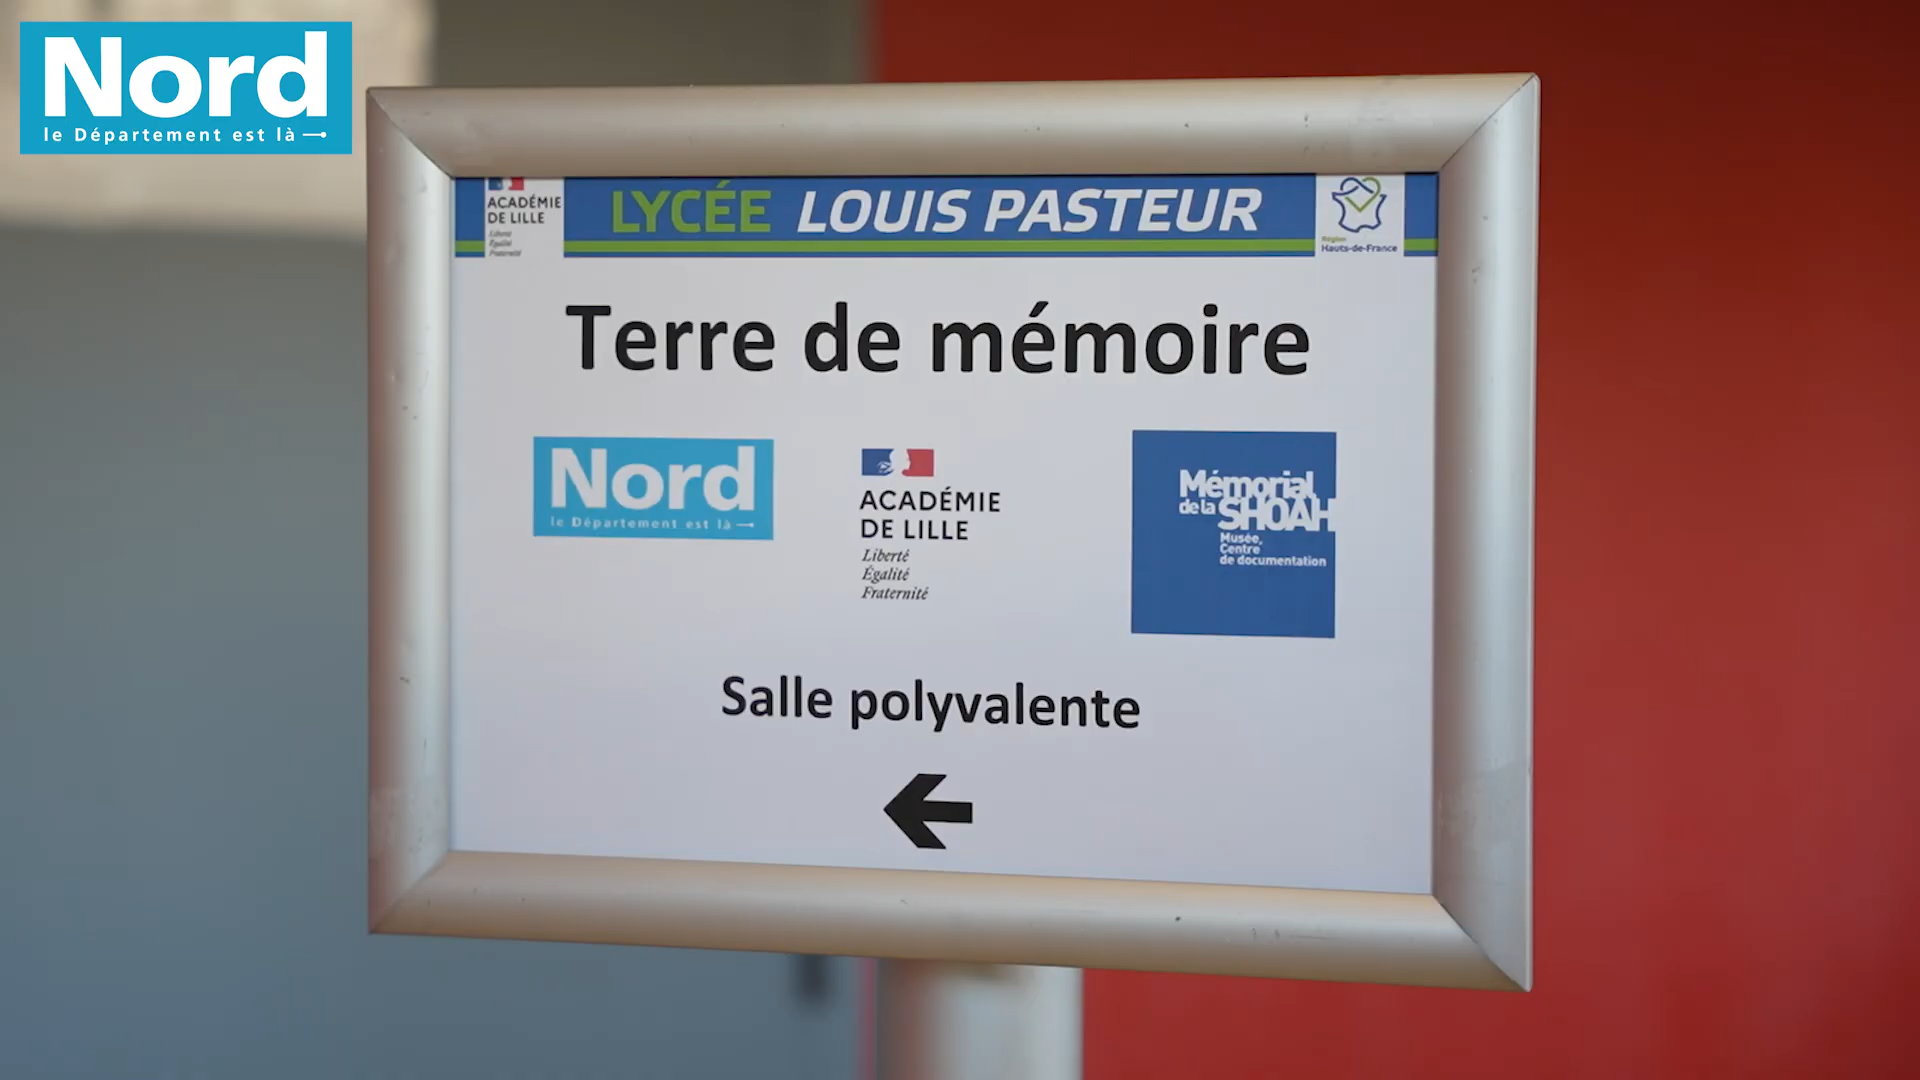 Nord
le Département est là
ACADÉMIE
DE LILLE
Liberté
Égalité
Fraternité
LYCÉE LOUIS PASTEUR
Région
Hauts-de-France
Terre de mémoire
Nord
le Département est là
ACADÉMIE
DE LILLE
Liberté
Égalité
Fraternité
Mémorial
de la SHOAH
Musée,
Centre
de documentation
Salle polyvalente